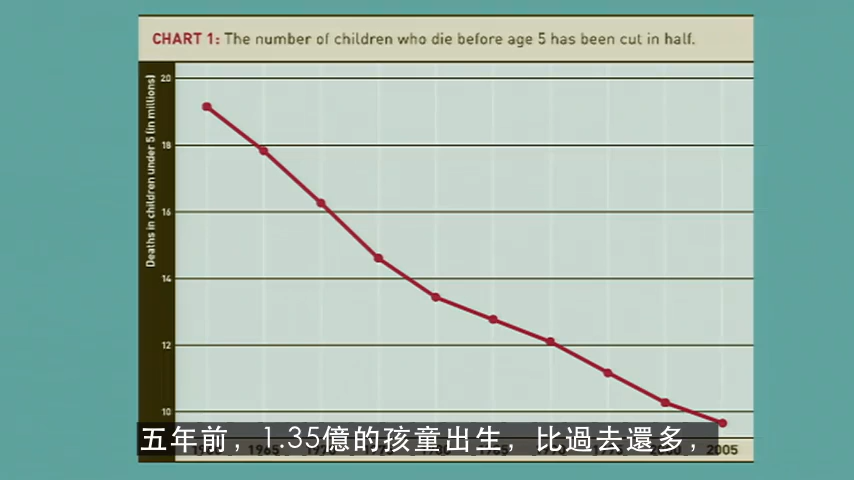 CHART 1: The number of children who die before age 5 has been cut in half.
Deaths in children under 5 (in millions)
20
18
16
14
12
10
2005
五年前，1.35億的孩童出生，比過去還多，